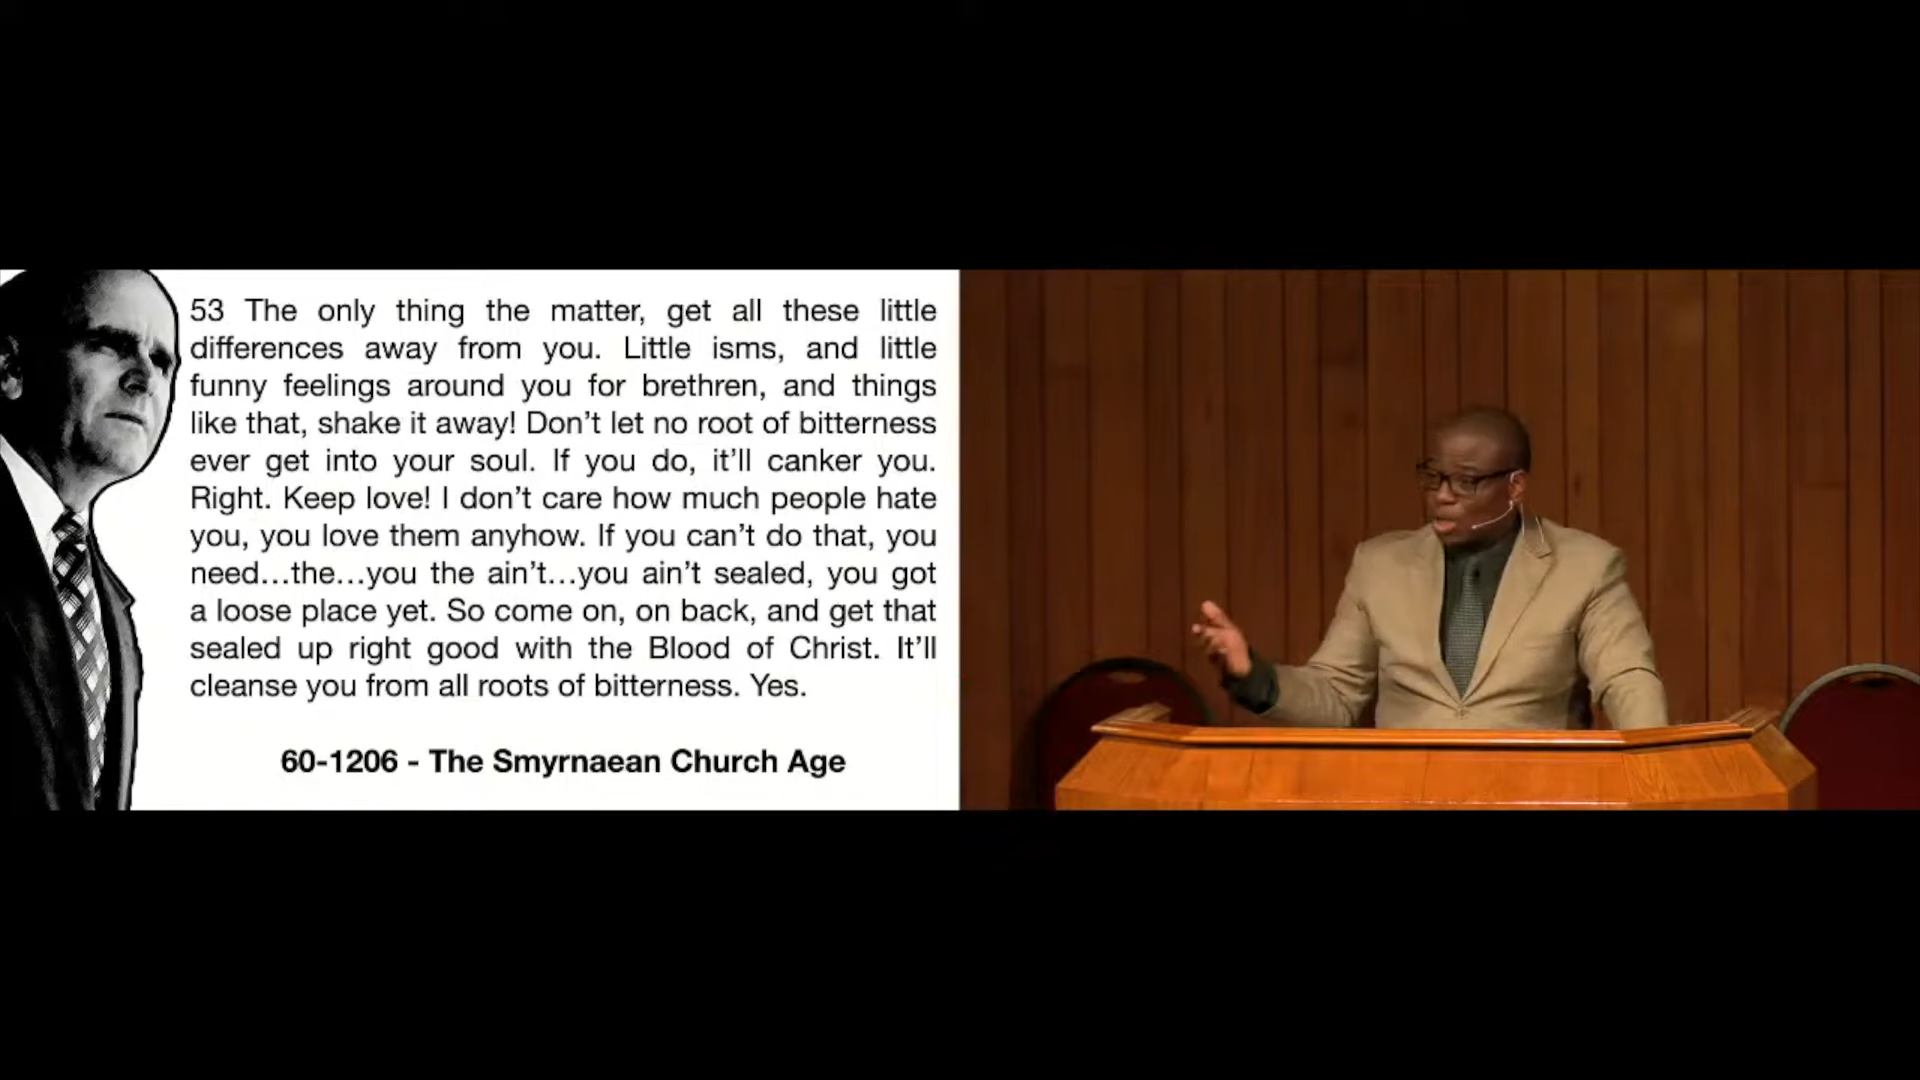 53 The only thing the matter, get all these little
differences away from you. Little isms, and little
funny feelings around you for brethren, and things
like that, shake it away! Don’t let no root of bitterness
ever get into your soul. If you do, it’ll canker you.
Right. Keep love! I don’t care how much people hate
you, you love them anyhow. If you can’t do that, you
need…the…you the ain’t…you ain’t sealed, you got
a loose place yet. So come on, on back, and get that
sealed up right good with the Blood of Christ. It’ll
cleanse you from all roots of bitterness. Yes.
60-1206 - The Smyrnaean Church Age